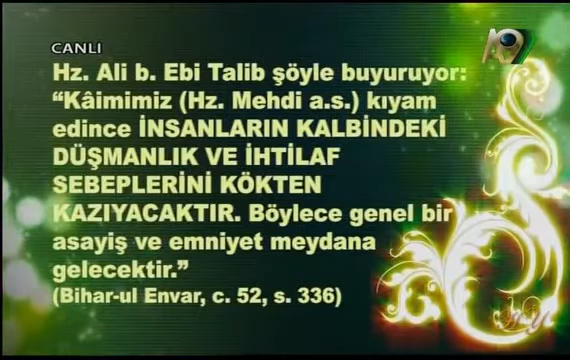 CANLI
A9
Hz. Ali b. Ebi Talib şöyle buyuruyor:
“Kâimimiz (Hz. Mehdi a.s.) kıyam
edince İNSANLARIN KALBİNDEKİ
DÜŞMANLIK VE İHTİLAF
SEBEPLERİNİ KÖKTEN
KAZIYACAKTIR. Böylece genel bir
asayiş ve emniyet meydana
gelecektir.”
(Bihar-ul Envar, c. 52, s. 336)